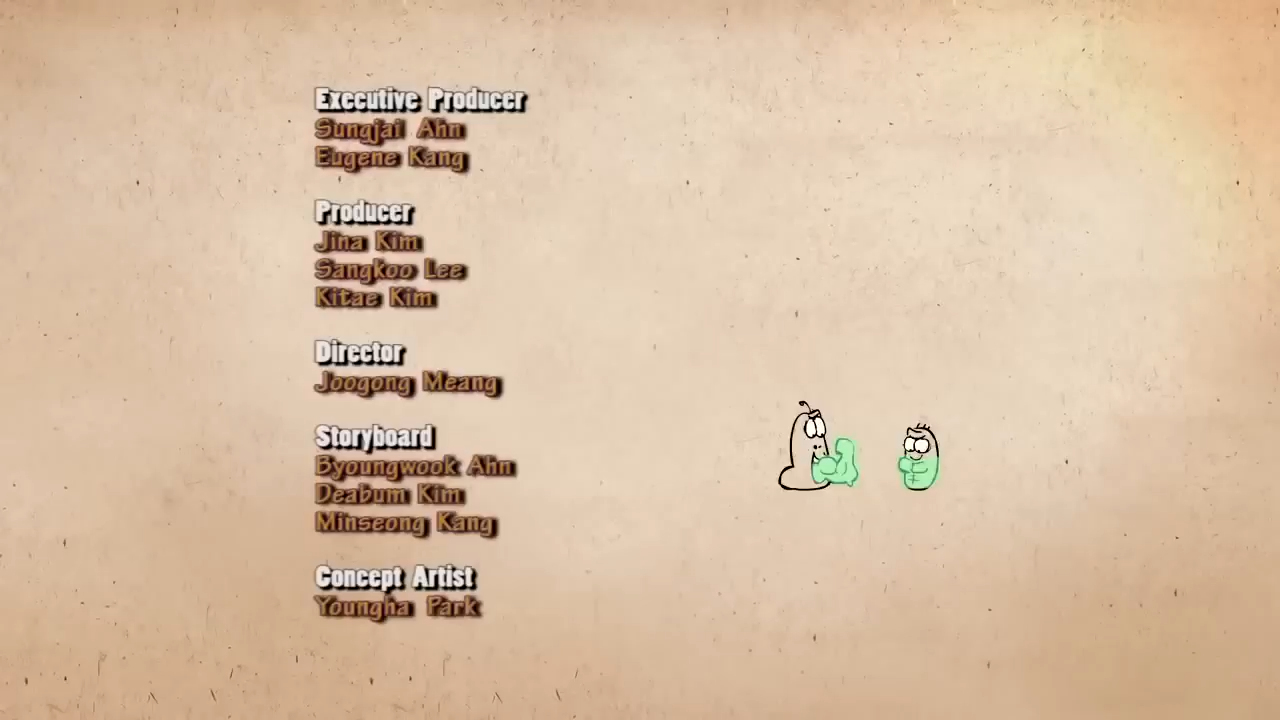 Executive Producer
Sungjai Ahn
Eugene Kang
Producer
Jina Kim
Sangkoo Lee
Kitae Kim
Director
Joogong Meang
Storyboard
Byoungwook Ahn
Deabum Kim
Minseong Kang
Concept Artist
Youngha Park